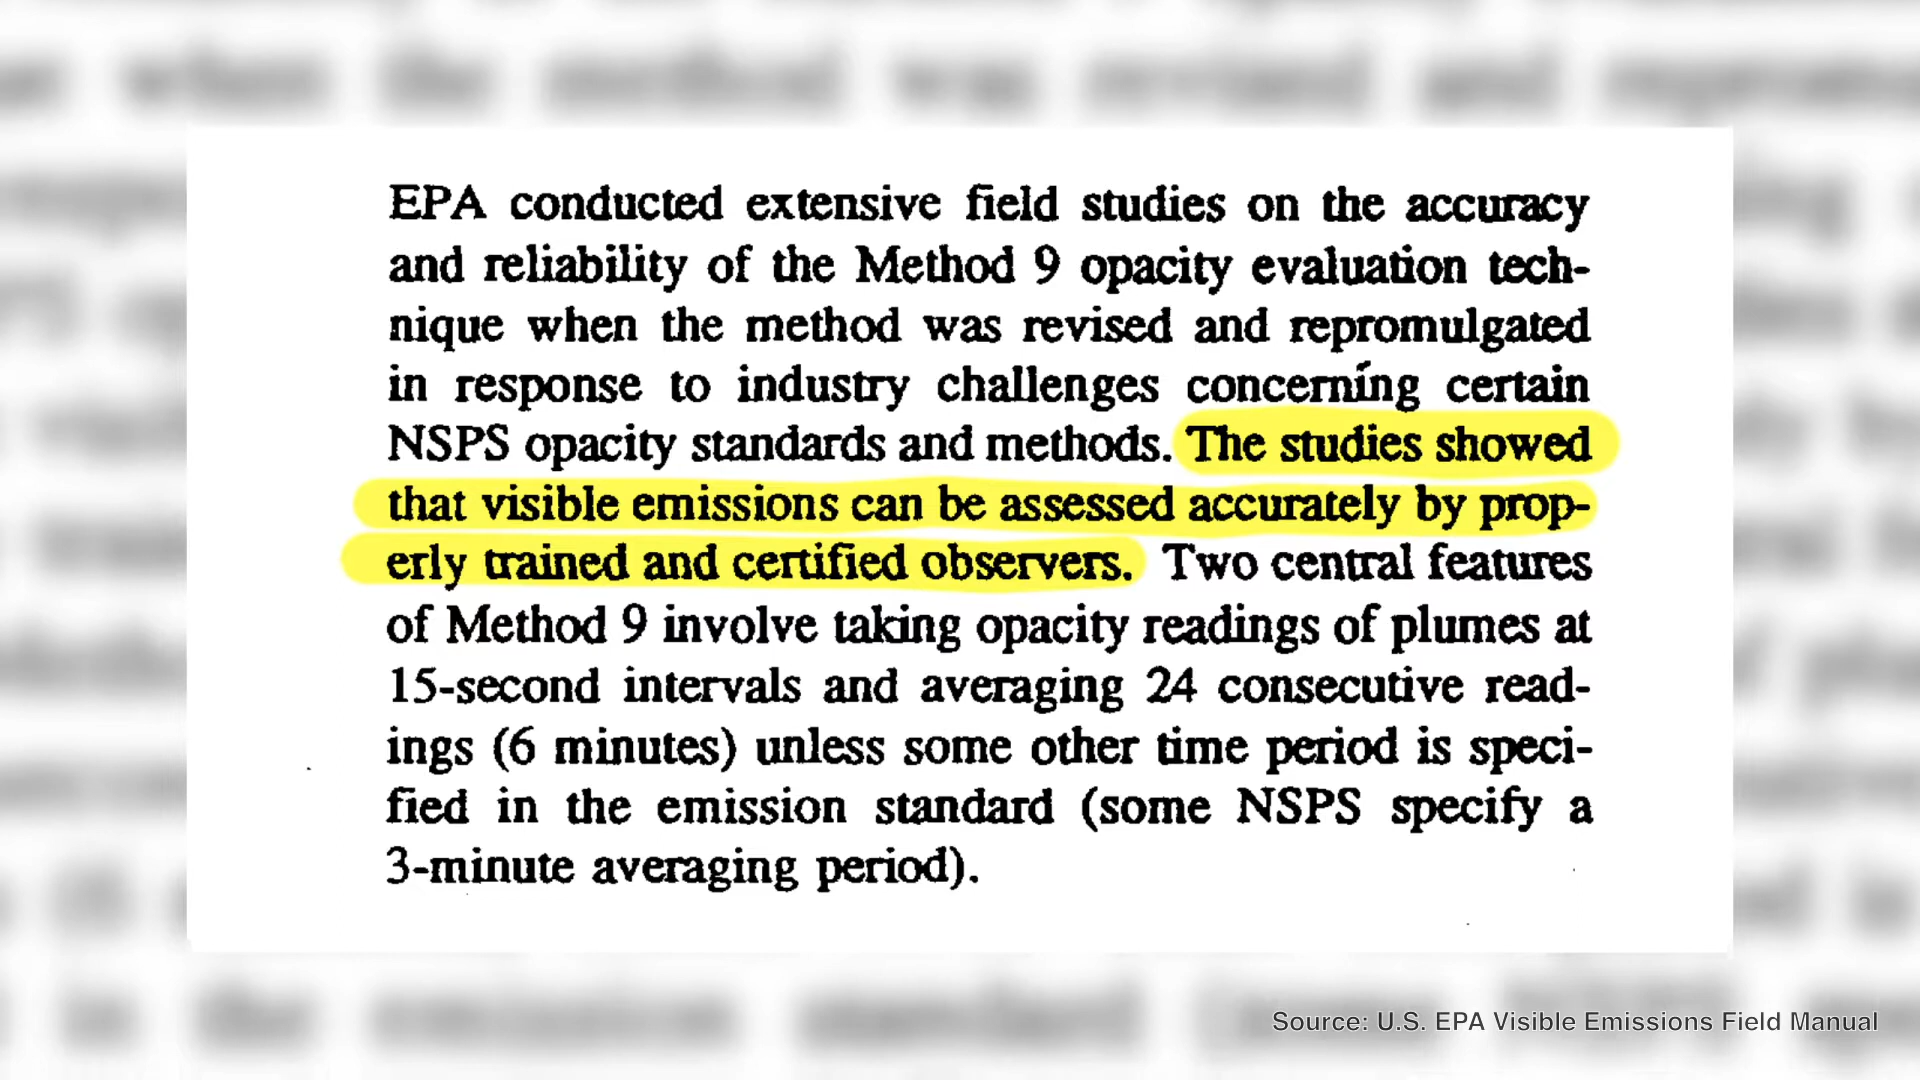 EPA conducted extensive field studies on the accuracy
and reliability of the Method 9 opacity evaluation tech-
nique when the method was revised and repromulgated
in response to industry challenges concerning certain
NSPS opacity standards and methods. The studies showed
that visible emissions can be assessed accurately by prop-
erly trained and certified observers. Two central features
of Method 9 involve taking opacity readings of plumes at
15-second intervals and averaging 24 consecutive read-
ings (6 minutes) unless some other time period is speci-
fied in the emission standard (some NSPS specify a
3-minute averaging period).
Source: U.S. EPA Visible Emissions Field Manual